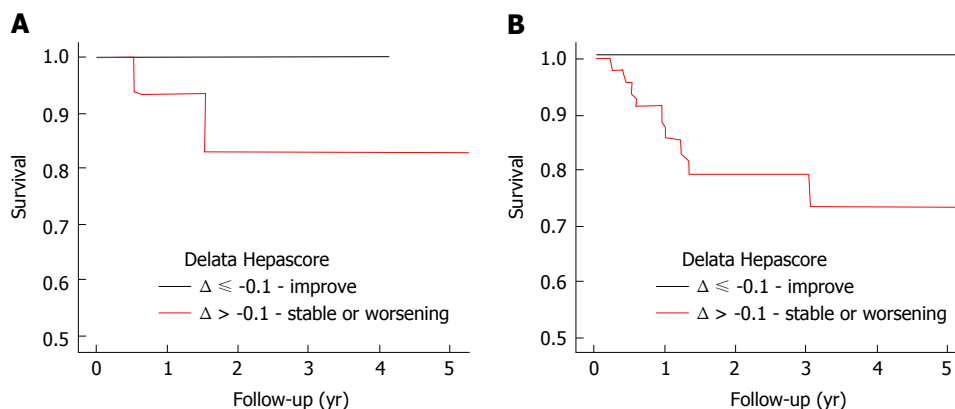 A
1.0
0.9
0.8
0.7
0.6
0.5
Survival
Delata Hepascore
Δ ⩽ -0.1 - improve
Δ > -0.1 - stable or worsening
0 1 2 3 4 5
Follow-up (yr)
B
1.0
0.9
0.8
0.7
0.6
0.5
Survival
Delata Hepascore
Δ ⩽ -0.1 - improve
Δ > -0.1 - stable or worsening
0 1 2 3 4 5
Follow-up (yr)